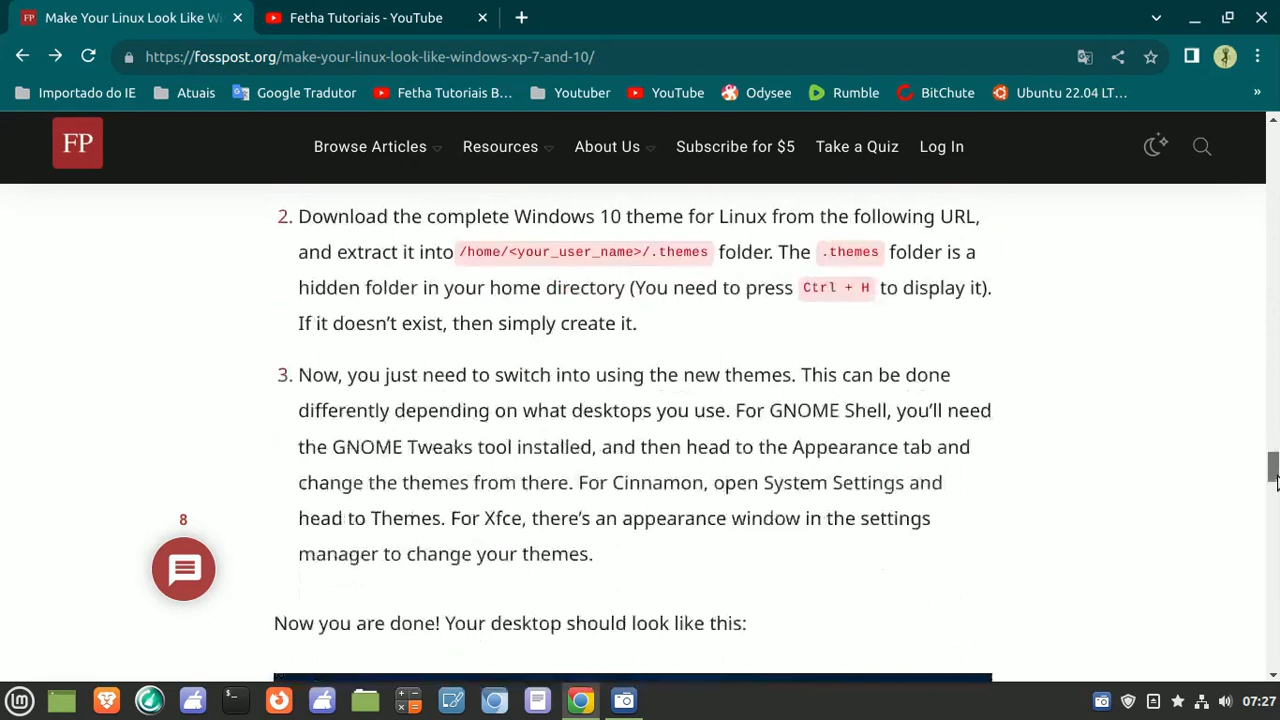 FP Make Your Linux Look Like Wi
Fetha Tutoriais - YouTube
https://fosspost.org/make-your-linux-look-like-windows-xp-7-and-10/
Importado do IE
Atuais
Google Tradutor
Fetha Tutoriais B...
Youtuber
YouTube
Odysee
Rumble
BitChute
Ubuntu 22.04 LT...
»
FP
Browse Articles
Resources
About Us
Subscribe for $5
Take a Quiz
Log In
2. Download the complete Windows 10 theme for Linux from the following URL,
and extract it into /home/<your_user_name>/.themes folder. The .themes folder is a
hidden folder in your home directory (You need to press Ctrl + H to display it).
If it doesn't exist, then simply create it.
3. Now, you just need to switch into using the new themes. This can be done
differently depending on what desktops you use. For GNOME Shell, you'll need
the GNOME Tweaks tool installed, and then head to the Appearance tab and
change the themes from there. For Cinnamon, open System Settings and
head to Themes. For Xfce, there's an appearance window in the settings
manager to change your themes.
8
Now you are done! Your desktop should look like this:
07:27